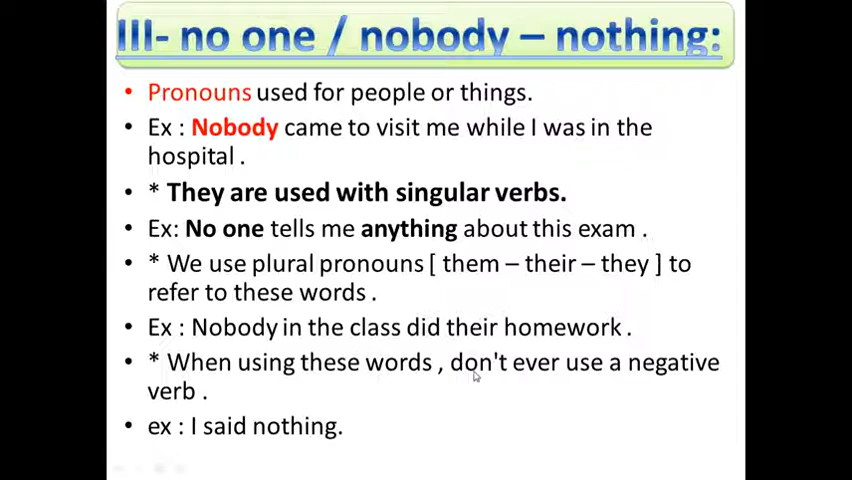 III- no one / nobody – nothing:
• Pronouns used for people or things.
• Ex : Nobody came to visit me while I was in the
hospital .
• * They are used with singular verbs.
• Ex: No one tells me anything about this exam .
• * We use plural pronouns [ them – their – they ] to
refer to these words .
• Ex : Nobody in the class did their homework .
• * When using these words , don't ever use a negative
verb .
• ex : I said nothing.